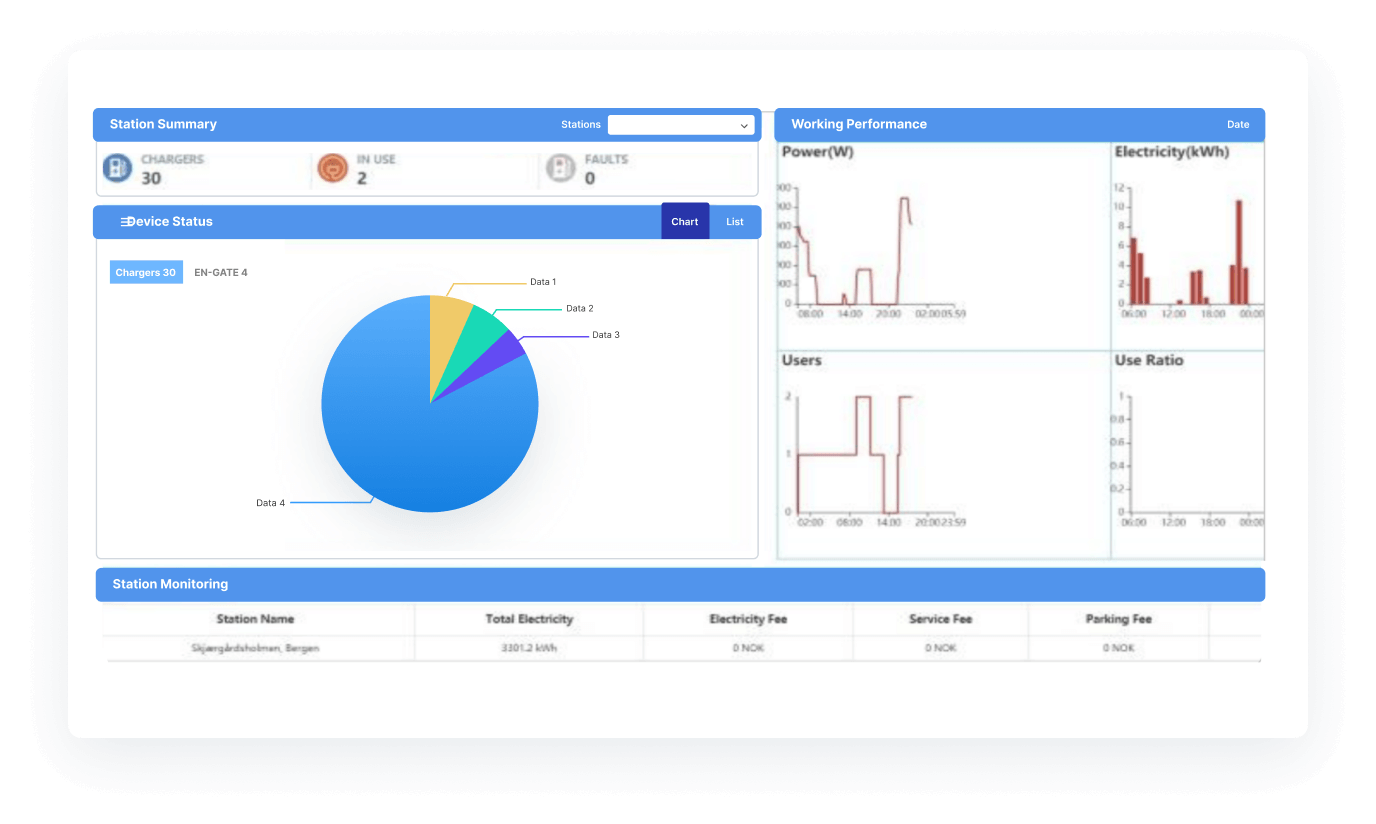 Station Summary
Stations
CHARGERS
30
IN USE
2
FAULTS
0
Device Status
Chart
List
Chargers 30
EN-GATE 4
Data 1
Data 2
Data 3
Data 4
Working Performance
Date
Power(W)
0
08:00 14:00 20:00 02:00 05:59
Electricity(kWh)
12
10
8
6
4
2
0
06:00 12:00 18:00 00:00
Users
2
1
0
02:00 08:00 14:00 20:00 23:59
Use Ratio
1
0.8
0.6
0.4
0.2
0
06:00 12:00 18:00 00:00
Station Monitoring
Station Name Total Electricity Electricity Fee Service Fee Parking Fee
Skjærgårdsholmen, Bergen 3301.2 kWh 0 NOK 0 NOK 0 NOK